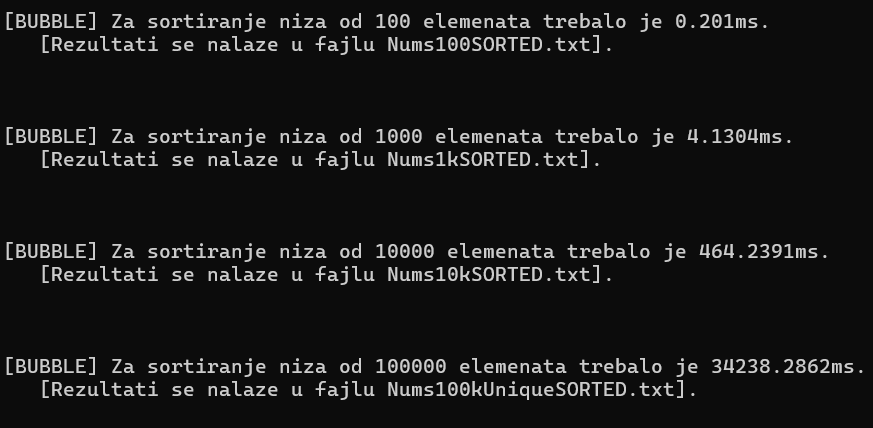 [BUBBLE] Za sortiranje niza od 100 elemenata trebalo je 0.201ms.
[Rezultati se nalaze u fajlu Nums100SORTED.txt].
[BUBBLE] Za sortiranje niza od 1000 elemenata trebalo je 4.1304ms.
[Rezultati se nalaze u fajlu Nums1kSORTED.txt].
[BUBBLE] Za sortiranje niza od 10000 elemenata trebalo je 464.2391ms.
[Rezultati se nalaze u fajlu Nums10kSORTED.txt].
[BUBBLE] Za sortiranje niza od 100000 elemenata trebalo je 34238.2862ms.
[Rezultati se nalaze u fajlu Nums100kUniqueSORTED.txt].